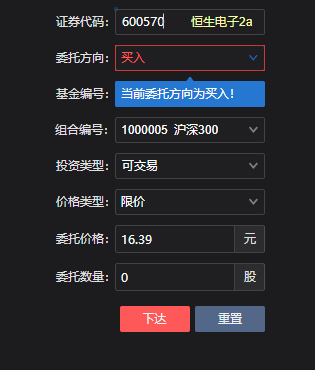 证券代码： 600570 恒生电子2a
委托方向： 买入
基金编号： 当前委托方向为买入！
组合编号： 1000005 沪深300
投资类型： 可交易
价格类型： 限价
委托价格： 16.39 元
委托数量： 0 股
下达 重置